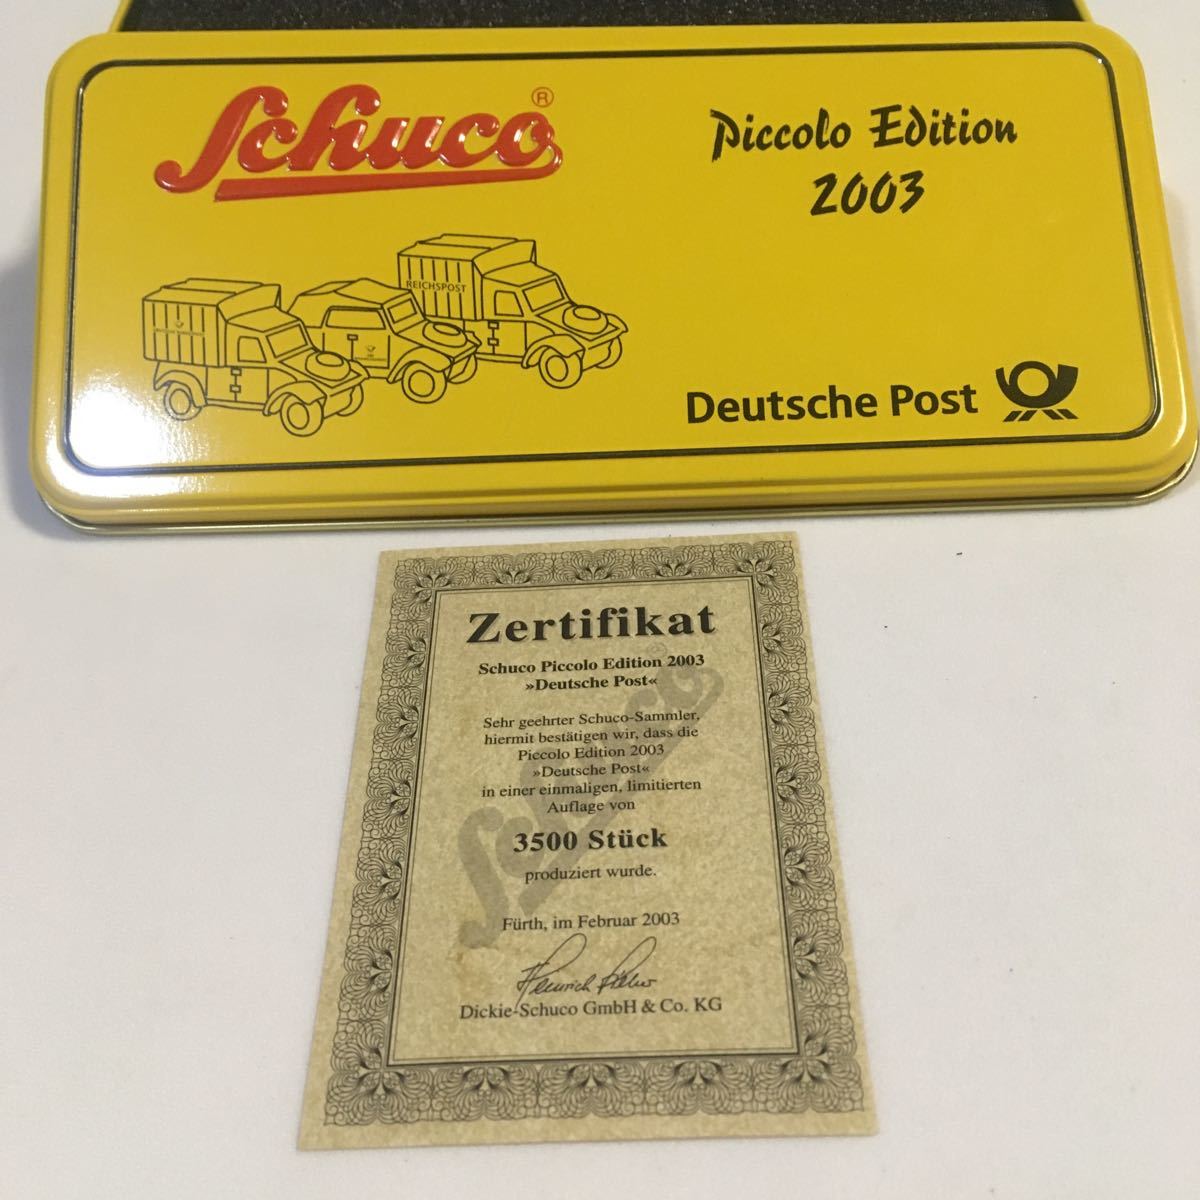 Schuco®
Piccolo Edition
2003
REICHSPOST
Deutsche Post
Zertifikat
Schuco Piccolo Edition 2003
»Deutsche Post«
Sehr geehrter Schuco-Sammler,
hiermit bestätigen wir, dass die
Piccolo Edition 2003
»Deutsche Post«
in einer einmaligen, limitierten
Auflage von
3500 Stück
produziert wurde.
Fürth, im Februar 2003
Dickie-Schuco GmbH & Co. KG
Schuco®